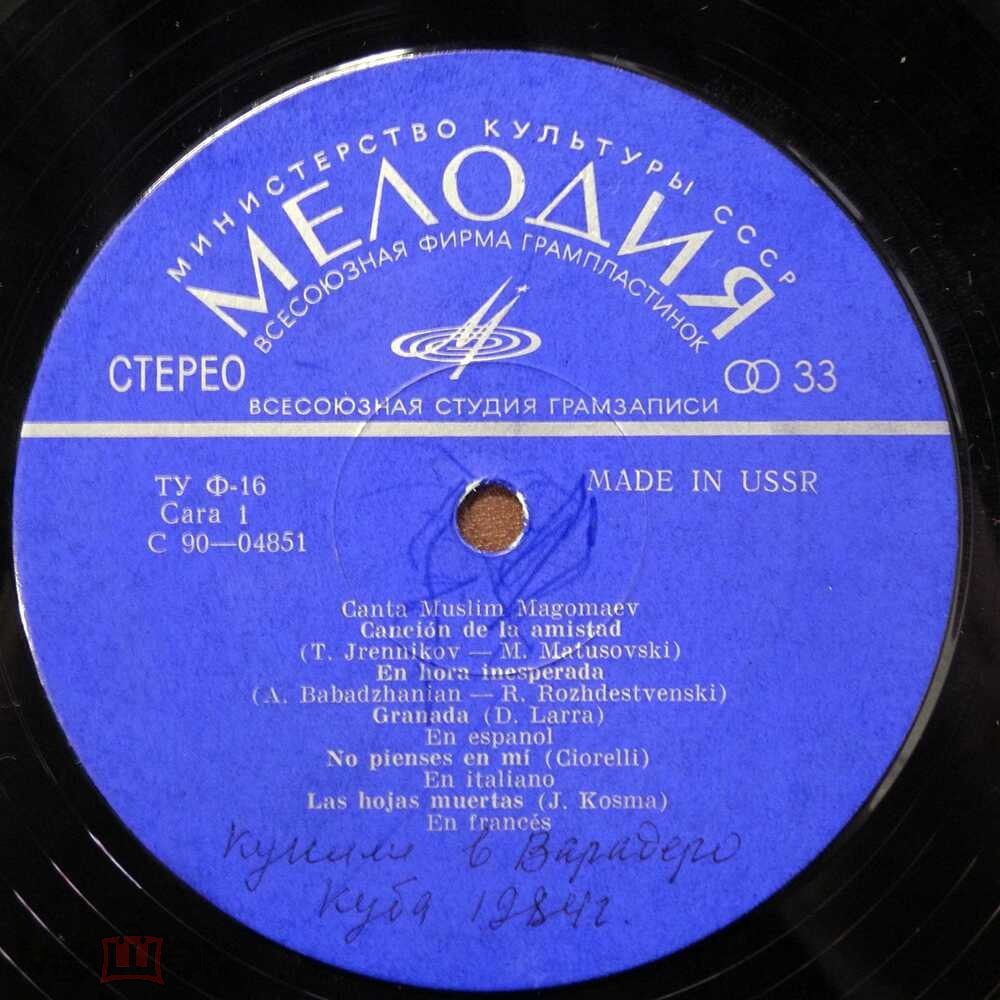 МИНИСТЕРСТВО КУЛЬТУРЫ СССР
МЕЛОДИЯ
ВСЕСОЮЗНАЯ ФИРМА ГРАМПЛАСТИНОК
СТЕРЕО
33
ВСЕСОЮЗНАЯ СТУДИЯ ГРАМЗАПИСИ
ТУ Ф-16
MADE IN USSR
Cara 1
С 90—04851
Canta Muslim Magomaev
Canción de la amistad
(T. Jrennikov — M. Matusovski)
En hora inesperada
(A. Babadzhanian — R. Rozhdestvenski)
Granada (D. Larra)
En espanol
No pienses en mí (Ciorelli)
En italiano
Las hojas muertas (J. Kosma)
En francés
Купили в Варадеро
Куба 1984г.